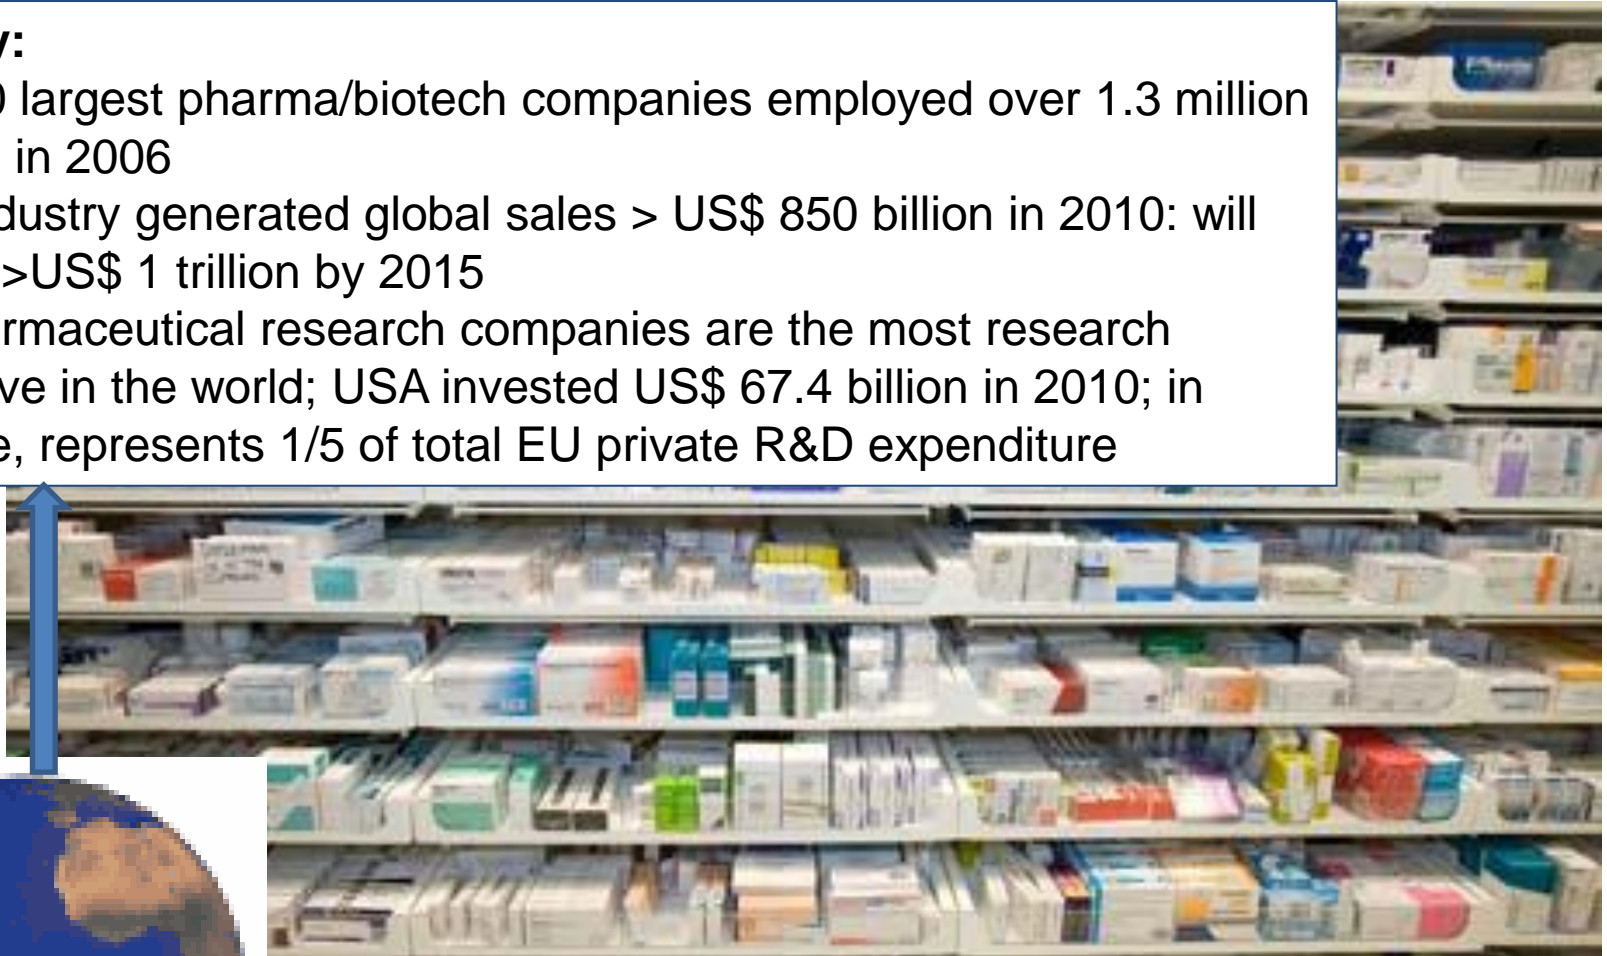 y:
0 largest pharma/biotech companies employed over 1.3 million
in 2006
dustry generated global sales > US$ 850 billion in 2010: will
>US$ 1 trillion by 2015
rmaceutical research companies are the most research
ve in the world; USA invested US$ 67.4 billion in 2010; in
e, represents 1/5 of total EU private R&D expenditure